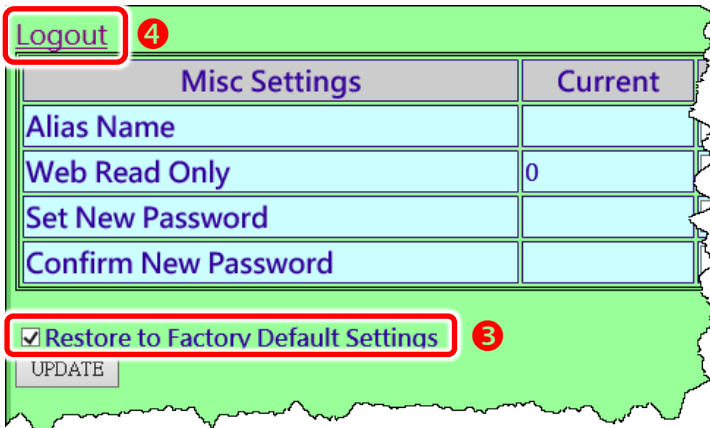 Logout 4
Misc Settings Current
Alias Name
Web Read Only 0
Set New Password
Confirm New Password
Restore to Factory Default Settings 3
UPDATE